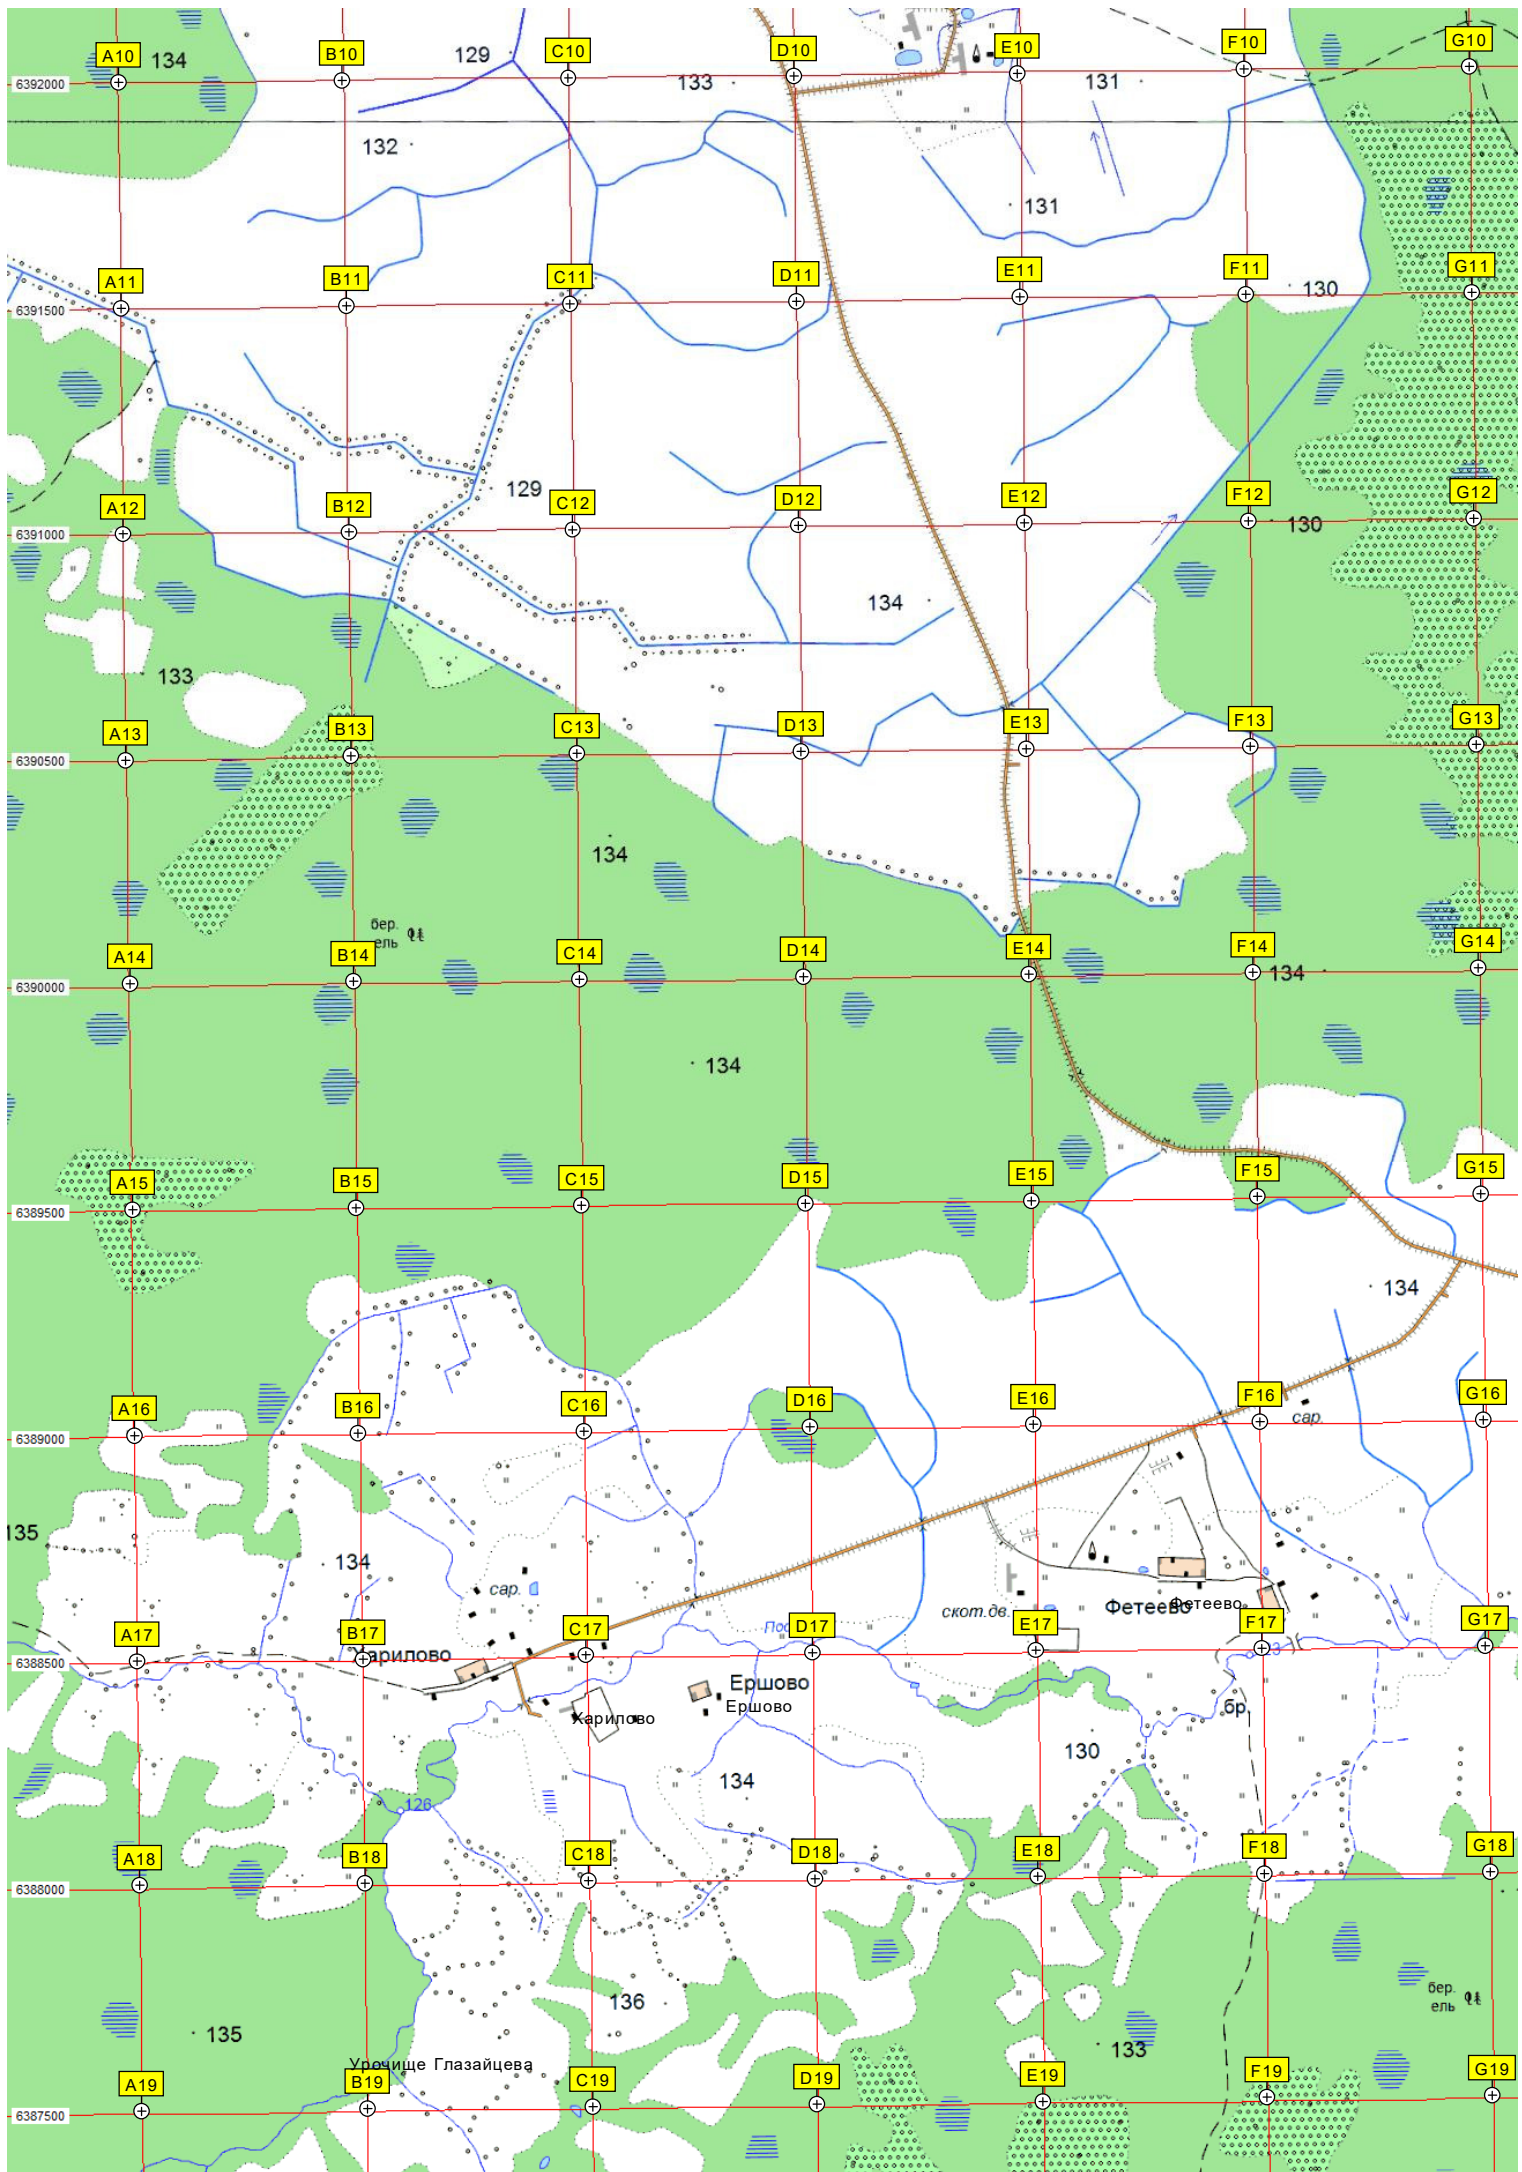 A10 134 B10 129 C10 133 D10 E10 131 F10 G10
6392000
132
131
A11 B11 C11 D11 E11 F11 130 G11
6391500
129
A12 B12 C12 D12 E12 F12 130 G12
6391000
134
133
A13 B13 C13 D13 E13 F13 G13
6390500
134
бер.
ель
A14 B14 C14 D14 E14 F14 134 G14
6390000
134
A15 B15 C15 D15 E15 F15 G15
6389500
134
A16 B16 C16 D16 E16 F16 сар. G16
6389000
135
134
сар.
скот.дв. Фетеево Фетеево
A17 B17 C17 D17 E17 F17 G17
6388500
Харилово
Ершово
Ершово
Харилово
бр.
130
134
126
A18 B18 C18 D18 E18 F18 G18
6388000
136
бер.
ель
135
133
Урочище Глазайцева
A19 B19 C19 D19 E19 F19 G19
6387500